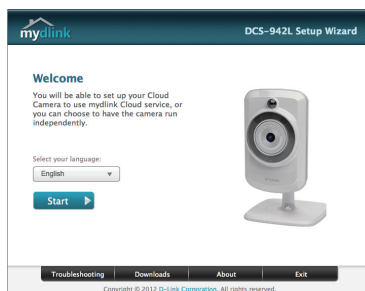 mydlink
DCS-942L Setup Wizard
Welcome
You will be able to set up your Cloud
Camera to use mydlink Cloud service, or
you can choose to have the camera run
independently.
Select your language:
English
Start
Troubleshooting
Downloads
About
Exit
Copyright © 2012 D-Link Corporation. All rights reserved.